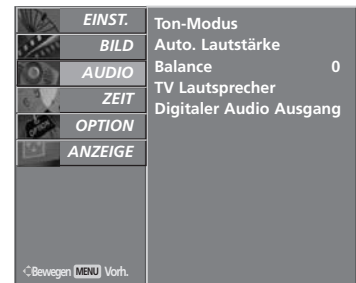 EINST.
BILD
AUDIO
ZEIT
OPTION
ANZEIGE
Bewegen MENU Vorh.
Ton-Modus
Auto. Lautstärke
Balance 0
TV Lautsprecher
Digitaler Audio Ausgang